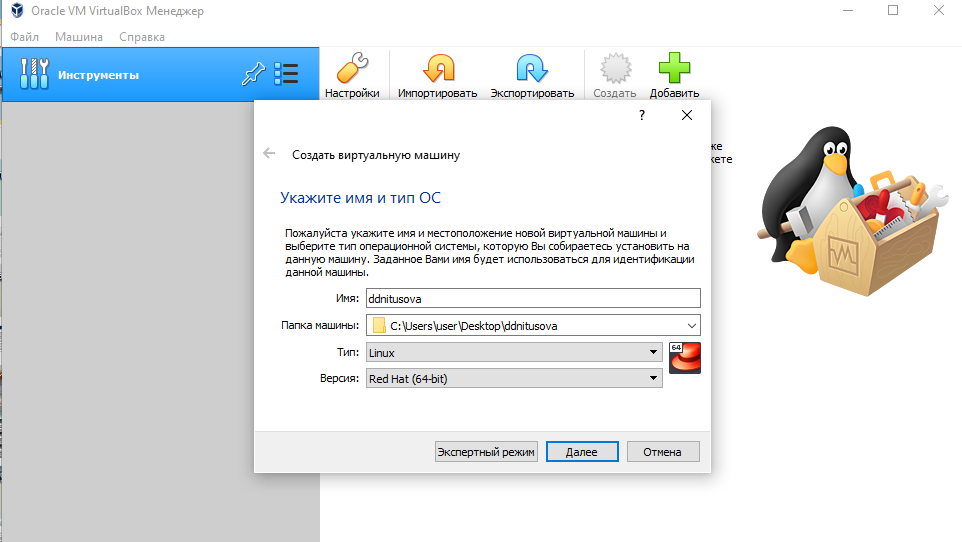 Oracle VM VirtualBox Менеджер
Файл Машина Справка
Инструменты
Настройки Импортировать Экспортировать Создать Добавить
?
Создать виртуальную машину
Укажите имя и тип ОС
Пожалуйста укажите имя и местоположение новой виртуальной машины и
выберите тип операционной системы, которую Вы собираетесь установить на
данную машину. Заданное Вами имя будет использоваться для идентификации
данной машины.
Имя: ddnitusova
Папка машины: C:\Users\user\Desktop\ddnitusova
Тип: Linux
64
Версия: Red Hat (64-bit)
Экспертный режим Далее Отмена